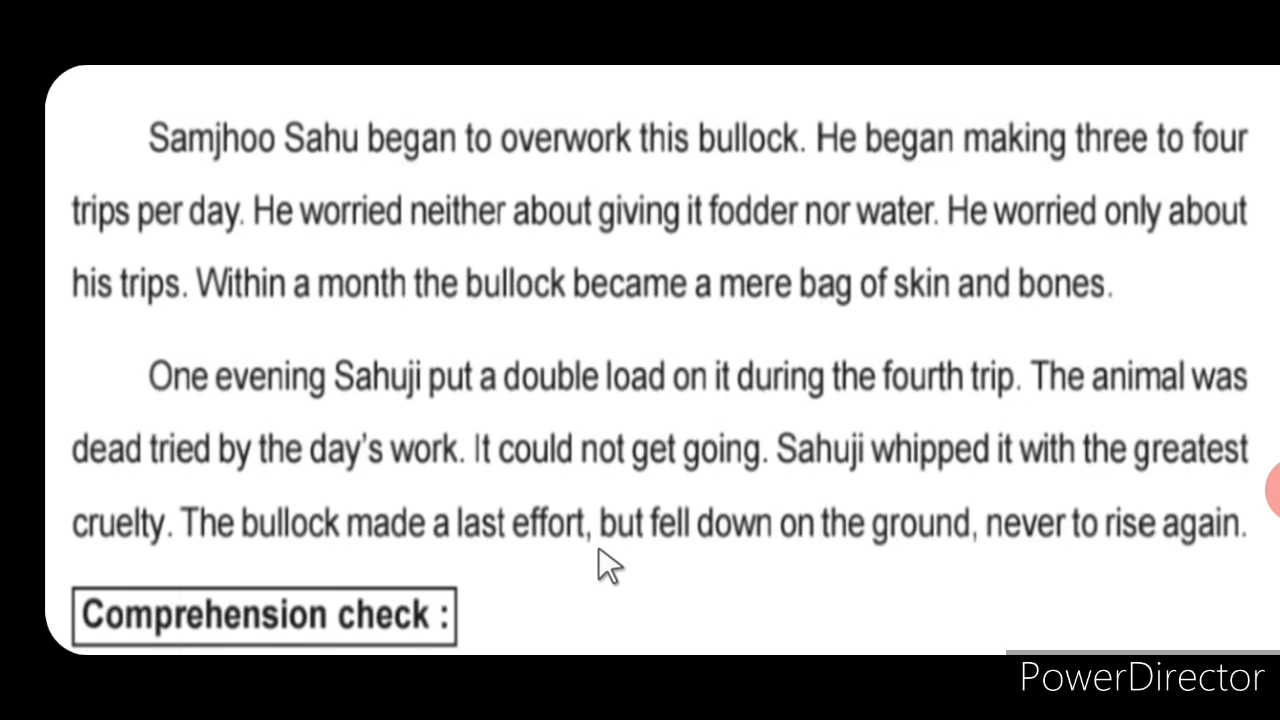 Samjhoo Sahu began to overwork this bullock. He began making three to four
trips per day. He worried neither about giving it fodder nor water. He worried only about
his trips. Within a month the bullock became a mere bag of skin and bones.
One evening Sahuji put a double load on it during the fourth trip. The animal was
dead tried by the day's work. It could not get going. Sahuji whipped it with the greatest
cruelty. The bullock made a last effort, but fell down on the ground, never to rise again.
Comprehension check :
PowerDirector